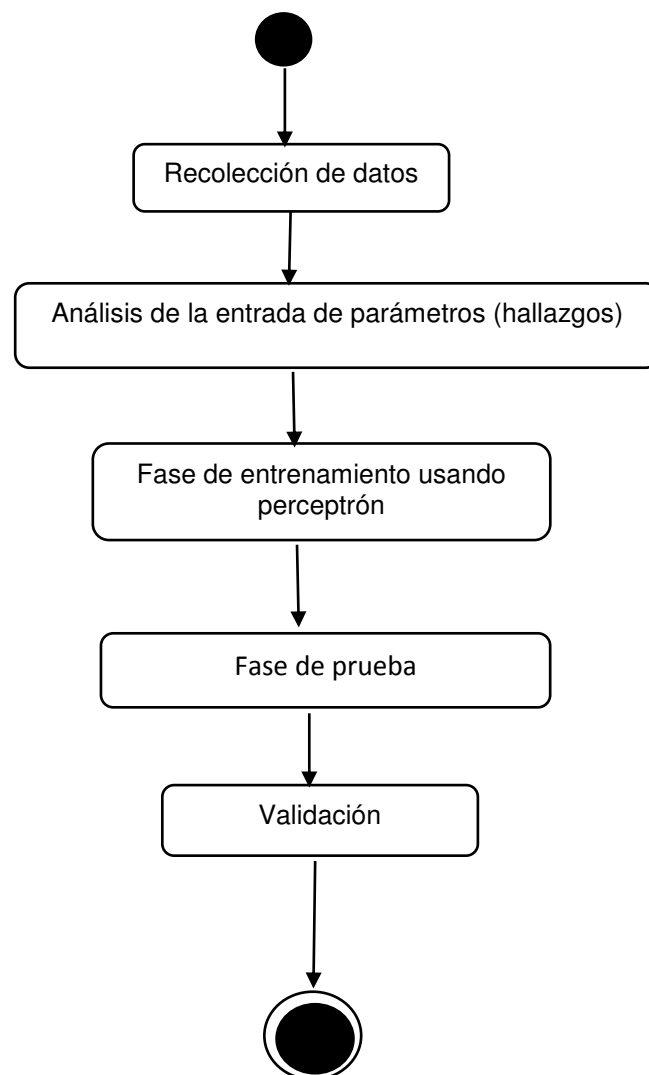 Recolección de datos
Análisis de la entrada de parámetros (hallazgos)
Fase de entrenamiento usando
perceptrón
Fase de prueba
Validación